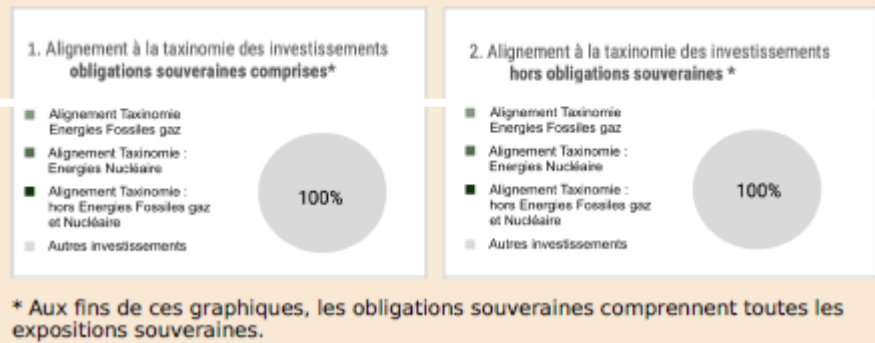 1. Alignement à la taxinomie des investissements
obligations souveraines comprises*
Alignement Taxinomie
Energies Fossiles gaz
Alignement Taxinomie :
Energies Nucléaire
Alignement Taxinomie :
hors Energies Fossiles gaz
et Nucléaire
Autres investissements
100%
2. Alignement à la taxinomie des investissements
hors obligations souveraines *
Alignement Taxinomie
Energies Fossiles gaz
Alignement Taxinomie :
Energies Nucléaire
Alignement Taxinomie :
hors Energies Fossiles gaz
et Nucléaire
Autres investissements
100%
* Aux fins de ces graphiques, les obligations souveraines comprennent toutes les
expositions souveraines.